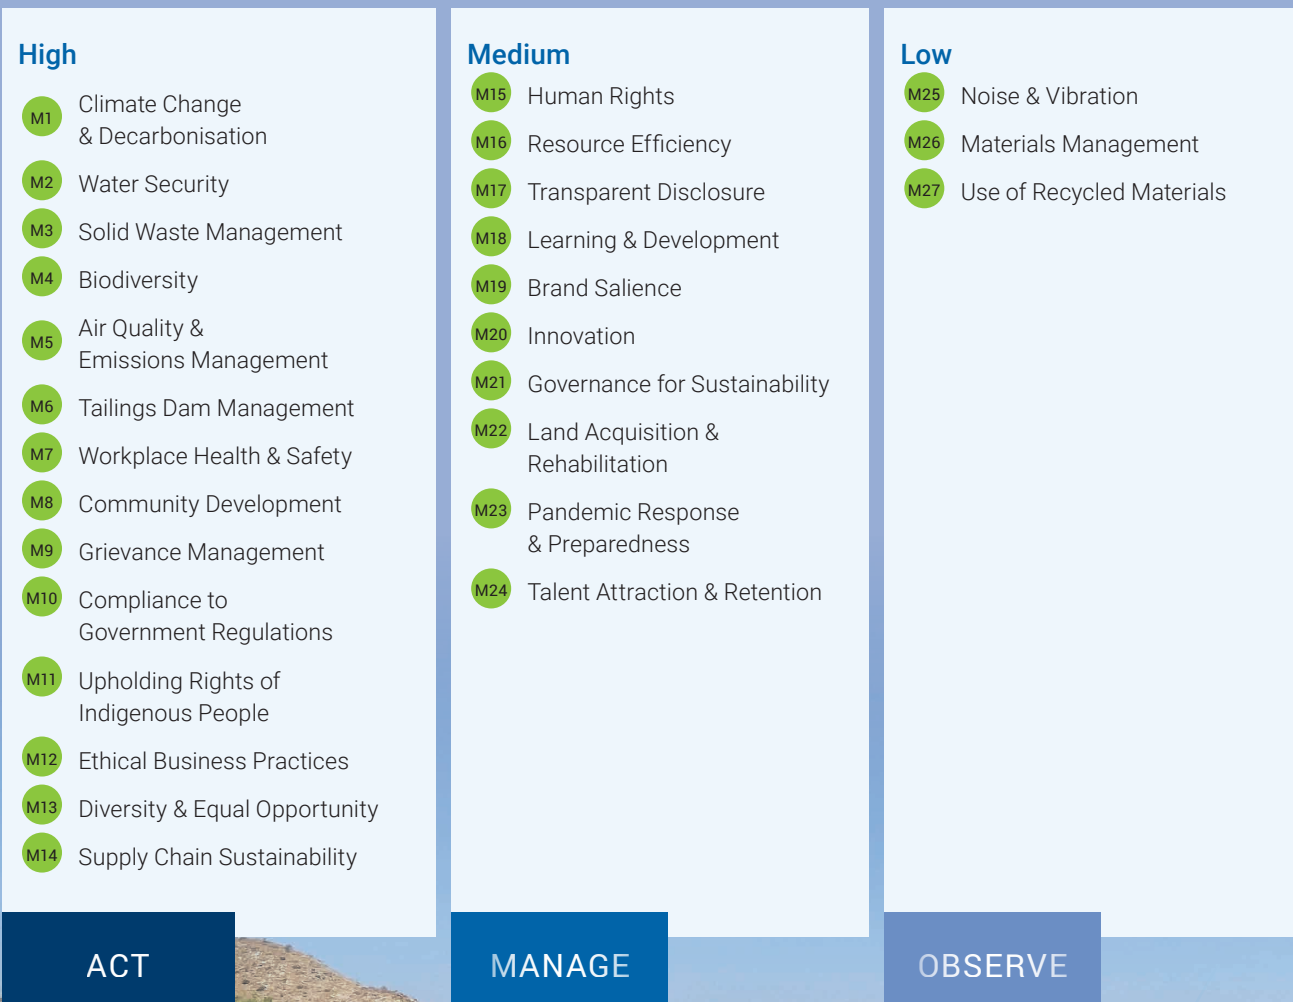 High
M1 Climate Change
& Decarbonisation
M2 Water Security
M3 Solid Waste Management
M4 Biodiversity
M5 Air Quality &
Emissions Management
M6 Tailings Dam Management
M7 Workplace Health & Safety
M8 Community Development
M9 Grievance Management
M10 Compliance to
Government Regulations
M11 Upholding Rights of
Indigenous People
M12 Ethical Business Practices
M13 Diversity & Equal Opportunity
M14 Supply Chain Sustainability
ACT
Medium
M15 Human Rights
M16 Resource Efficiency
M17 Transparent Disclosure
M18 Learning & Development
M19 Brand Salience
M20 Innovation
M21 Governance for Sustainability
M22 Land Acquisition &
Rehabilitation
M23 Pandemic Response
& Preparedness
M24 Talent Attraction & Retention
MANAGE
Low
M25 Noise & Vibration
M26 Materials Management
M27 Use of Recycled Materials
OBSERVE